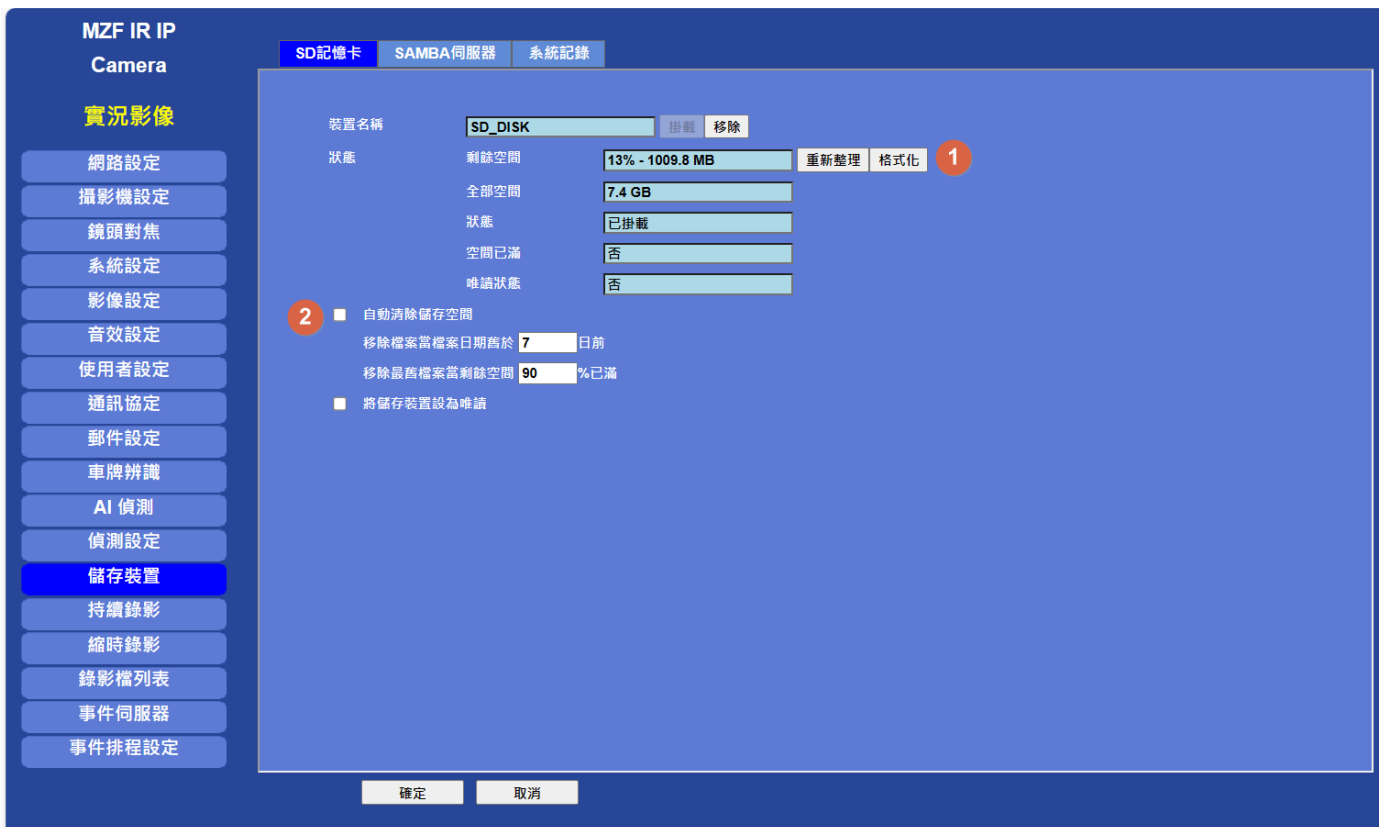 MZF IR IP
Camera
實況影像
網路設定
攝影機設定
鏡頭對焦
系統設定
影像設定
音效設定
使用者設定
通訊協定
郵件設定
車牌辨識
AI 偵測
偵測設定
儲存裝置
持續錄影
縮時錄影
錄影檔列表
事件伺服器
事件排程設定
SD記憶卡 SAMBA伺服器 系統記錄
裝置名稱 SD_DISK 掛載 移除
狀態 剩餘空間 13% - 1009.8 MB 重新整理 格式化 1
全部空間 7.4 GB
狀態 已掛載
空間已滿 否
唯讀狀態 否
2 自動清除儲存空間
移除檔案當檔案日期舊於 7 日前
移除最舊檔案當剩餘空間 90 %已滿
將儲存裝置設為唯讀
確定 取消